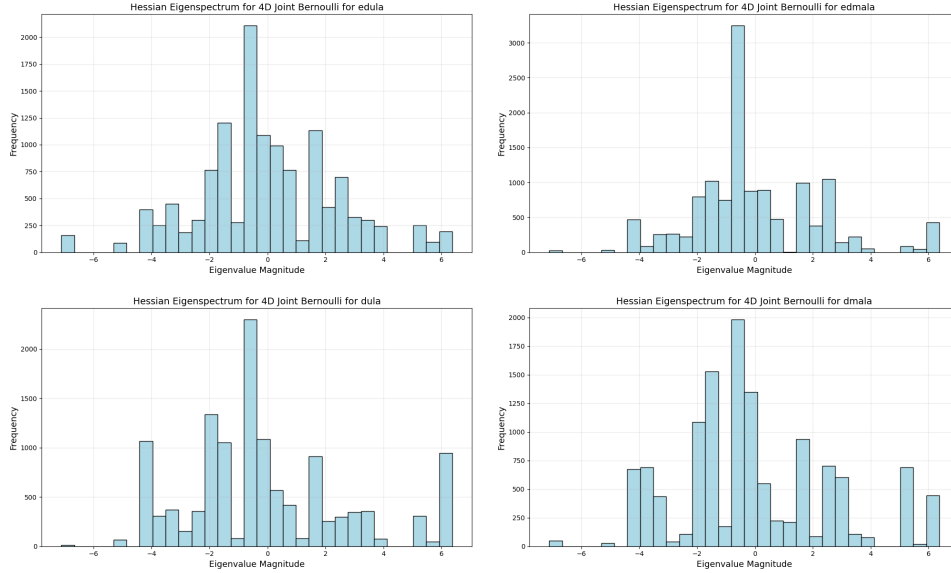 Hessian Eigenspectrum for 4D Joint Bernoulli for edula
Frequency
2000
1750
1500
1250
1000
750
500
250
0
−6 −4 −2 0 2 4 6
Eigenvalue Magnitude
Hessian Eigenspectrum for 4D Joint Bernoulli for edmala
Frequency
3000
2500
2000
1500
1000
500
0
−6 −4 −2 0 2 4 6
Eigenvalue Magnitude
Hessian Eigenspectrum for 4D Joint Bernoulli for dula
Frequency
2000
1500
1000
500
0
−6 −4 −2 0 2 4 6
Eigenvalue Magnitude
Hessian Eigenspectrum for 4D Joint Bernoulli for dmala
Frequency
2000
1750
1500
1250
1000
750
500
250
0
−6 −4 −2 0 2 4 6
Eigenvalue Magnitude